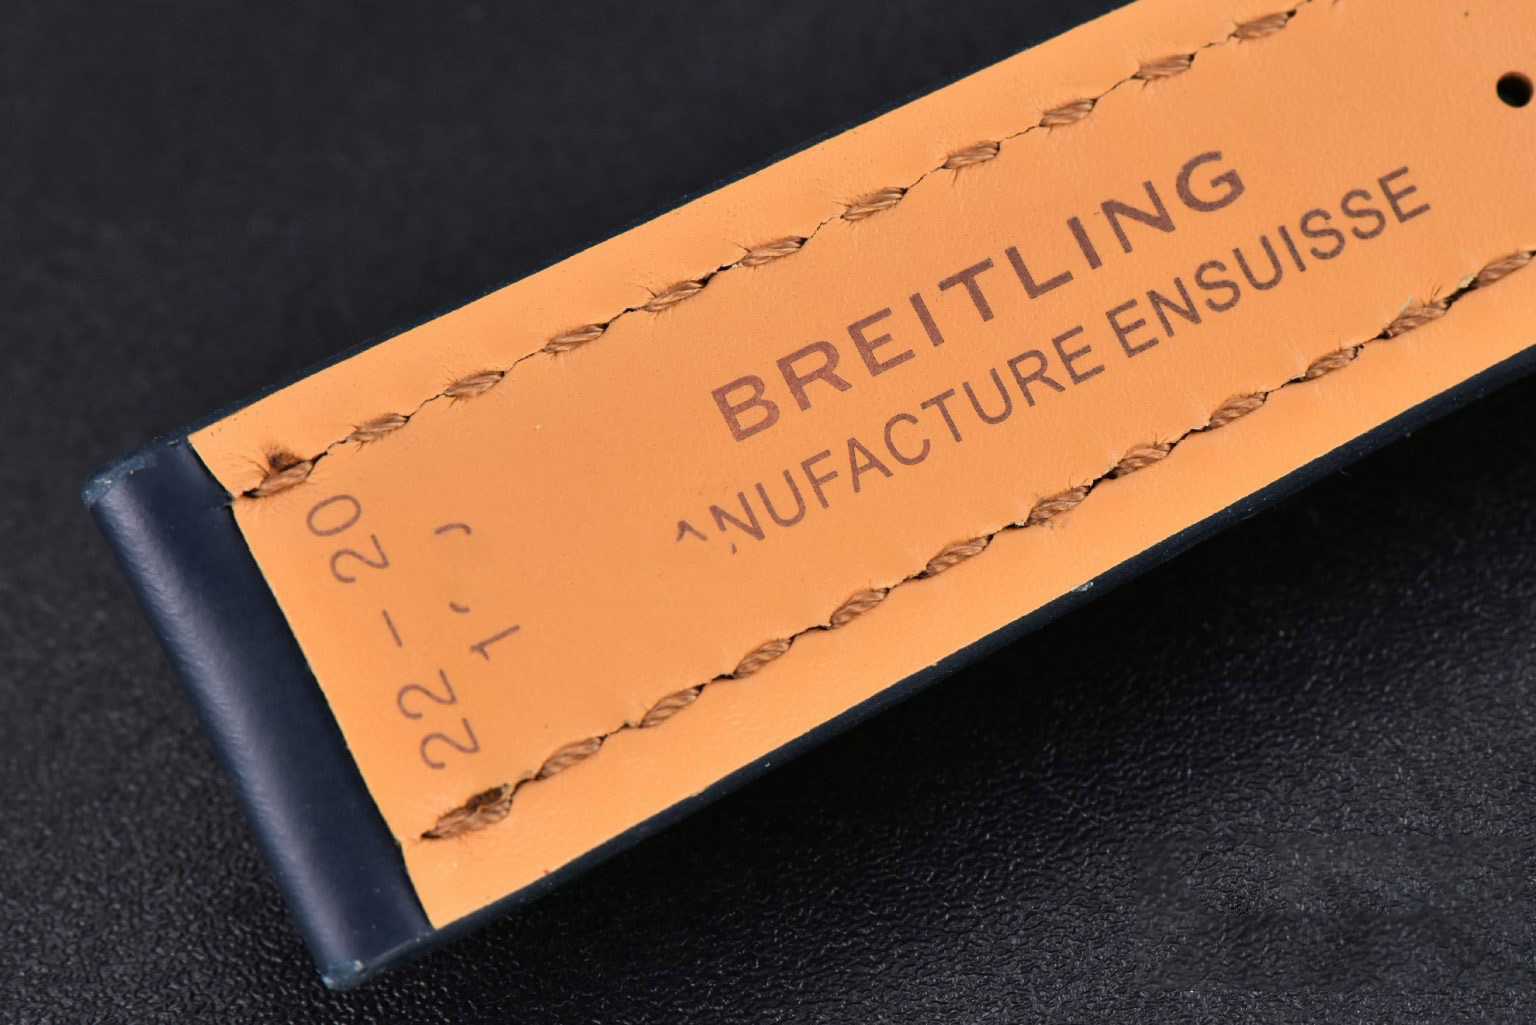 BREITLING
NUFACTURE ENSUISSE
22 - 20